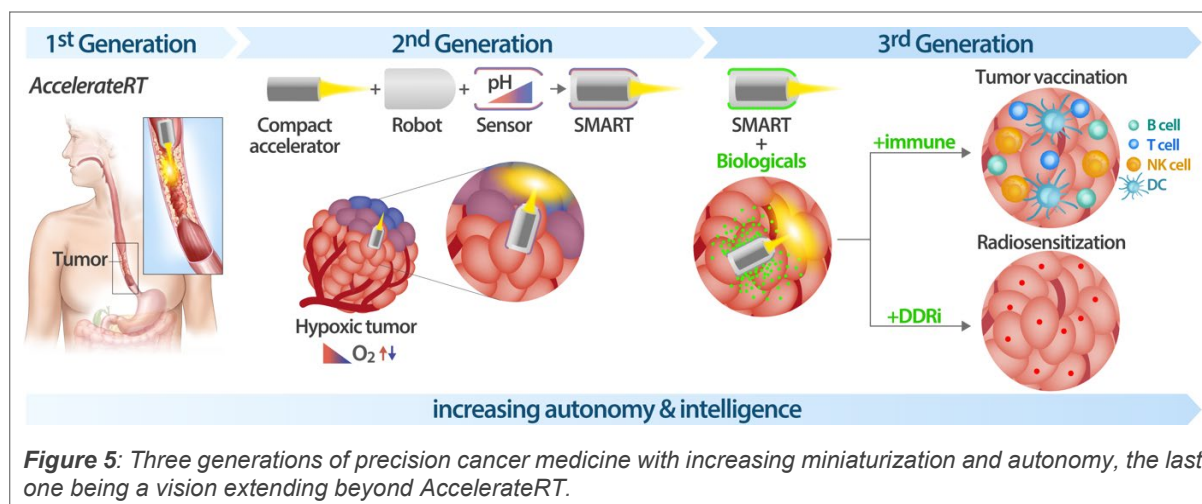 1st Generation
2nd Generation
3rd Generation
AccelerateRT
Tumor
Compact
accelerator
+
Robot
+
pH
Sensor
SMART
Hypoxic tumor
O2
SMART
+
Biologicals
+immune
+DDRi
Tumor vaccination
B cell
T cell
NK cell
DC
Radiosensitization
increasing autonomy & intelligence
Figure 5: Three generations of precision cancer medicine with increasing miniaturization and autonomy, the last
one being a vision extending beyond AccelerateRT.